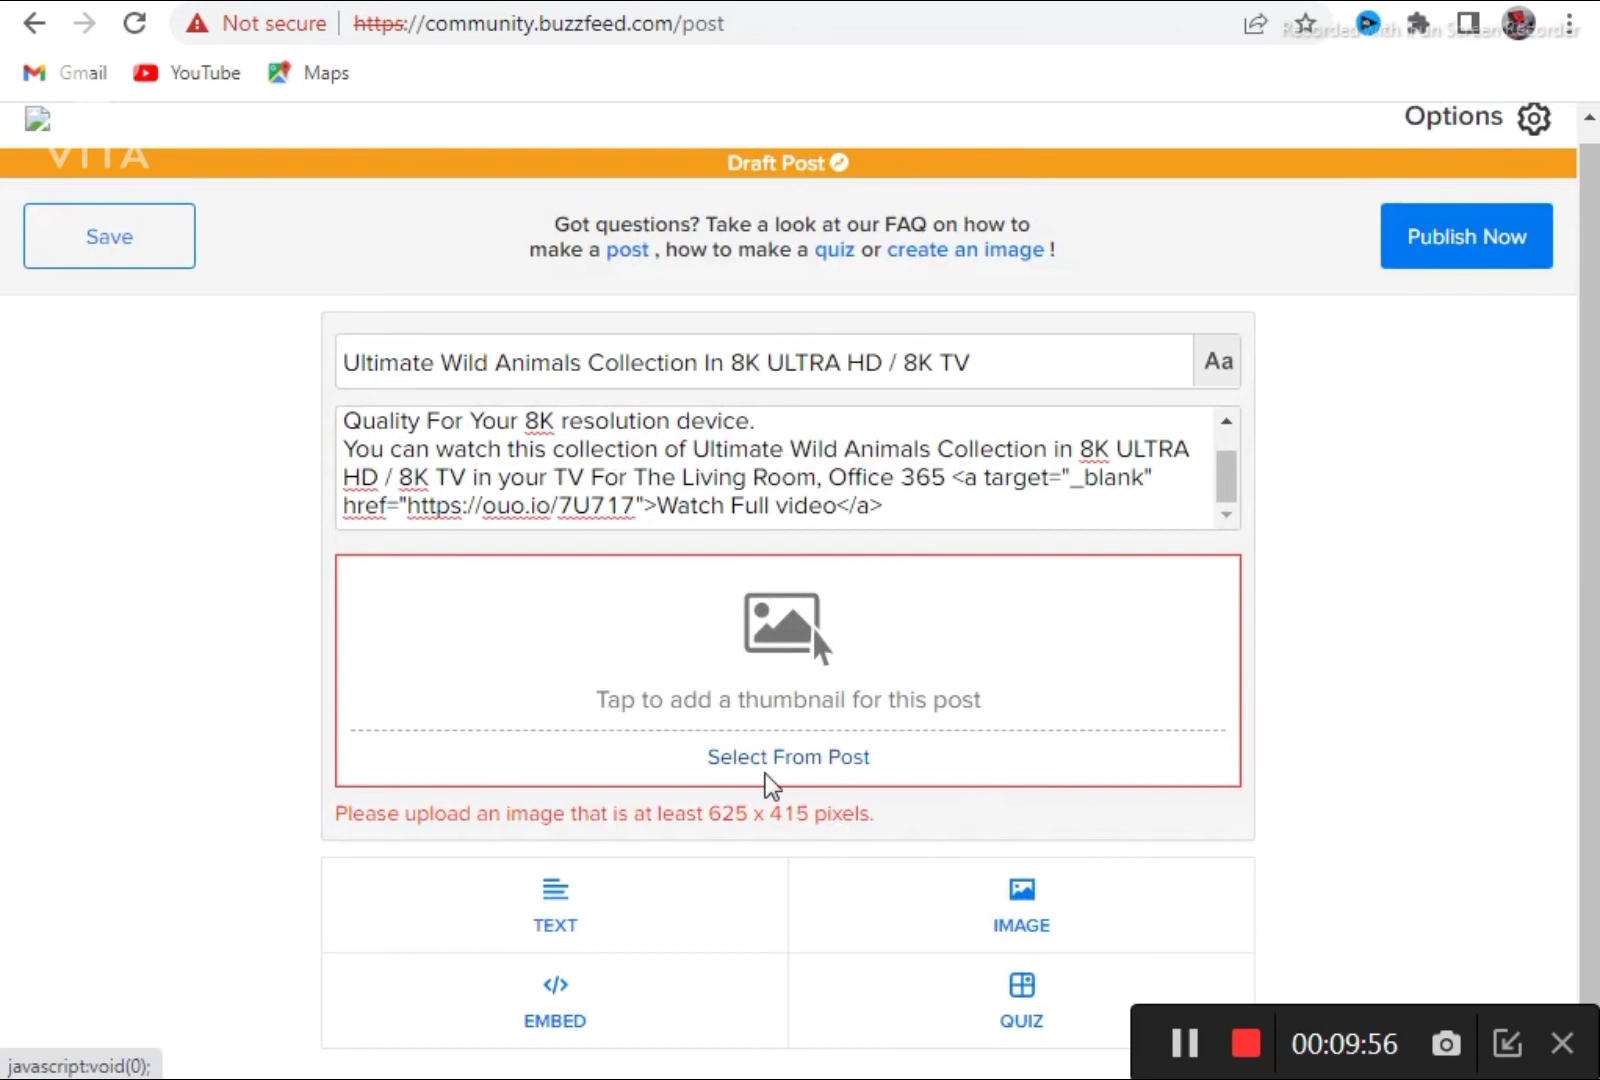 Not secure | https://community.buzzfeed.com/post
Recorded with iFun Screen Recorder
Gmail YouTube Maps
Options
VITA
Draft Post
Save
Got questions? Take a look at our FAQ on how to
make a post , how to make a quiz or create an image !
Publish Now
Ultimate Wild Animals Collection In 8K ULTRA HD / 8K TV
Aa
Quality For Your 8K resolution device.
You can watch this collection of Ultimate Wild Animals Collection in 8K ULTRA
HD / 8K TV in your TV For The Living Room, Office 365 <a target="_blank"
href="https://ouo.io/7U717">Watch Full video</a>
Tap to add a thumbnail for this post
Select From Post
Please upload an image that is at least 625 x 415 pixels.
TEXT
IMAGE
EMBED
QUIZ
00:09:56
javascript:void(0);